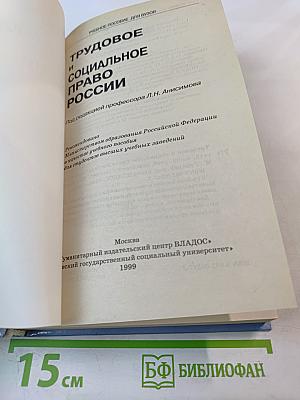 УЧЕБНОЕ ПОСОБИЕ ДЛЯ ВУЗОВ
ТРУДОВОЕ
и
СОЦИАЛЬНОЕ
ПРАВО
РОССИИ
Под редакцией профессора Л.Н. Анисимова
Рекомендовано
Министерством образования Российской Федерации
в качестве учебного пособия
для студентов высших учебных заведений
Москва
Гуманитарный издательский центр ВЛАДОС»
государственный социальный университет»
1999
15 см
БФ БИБЛИОФАН